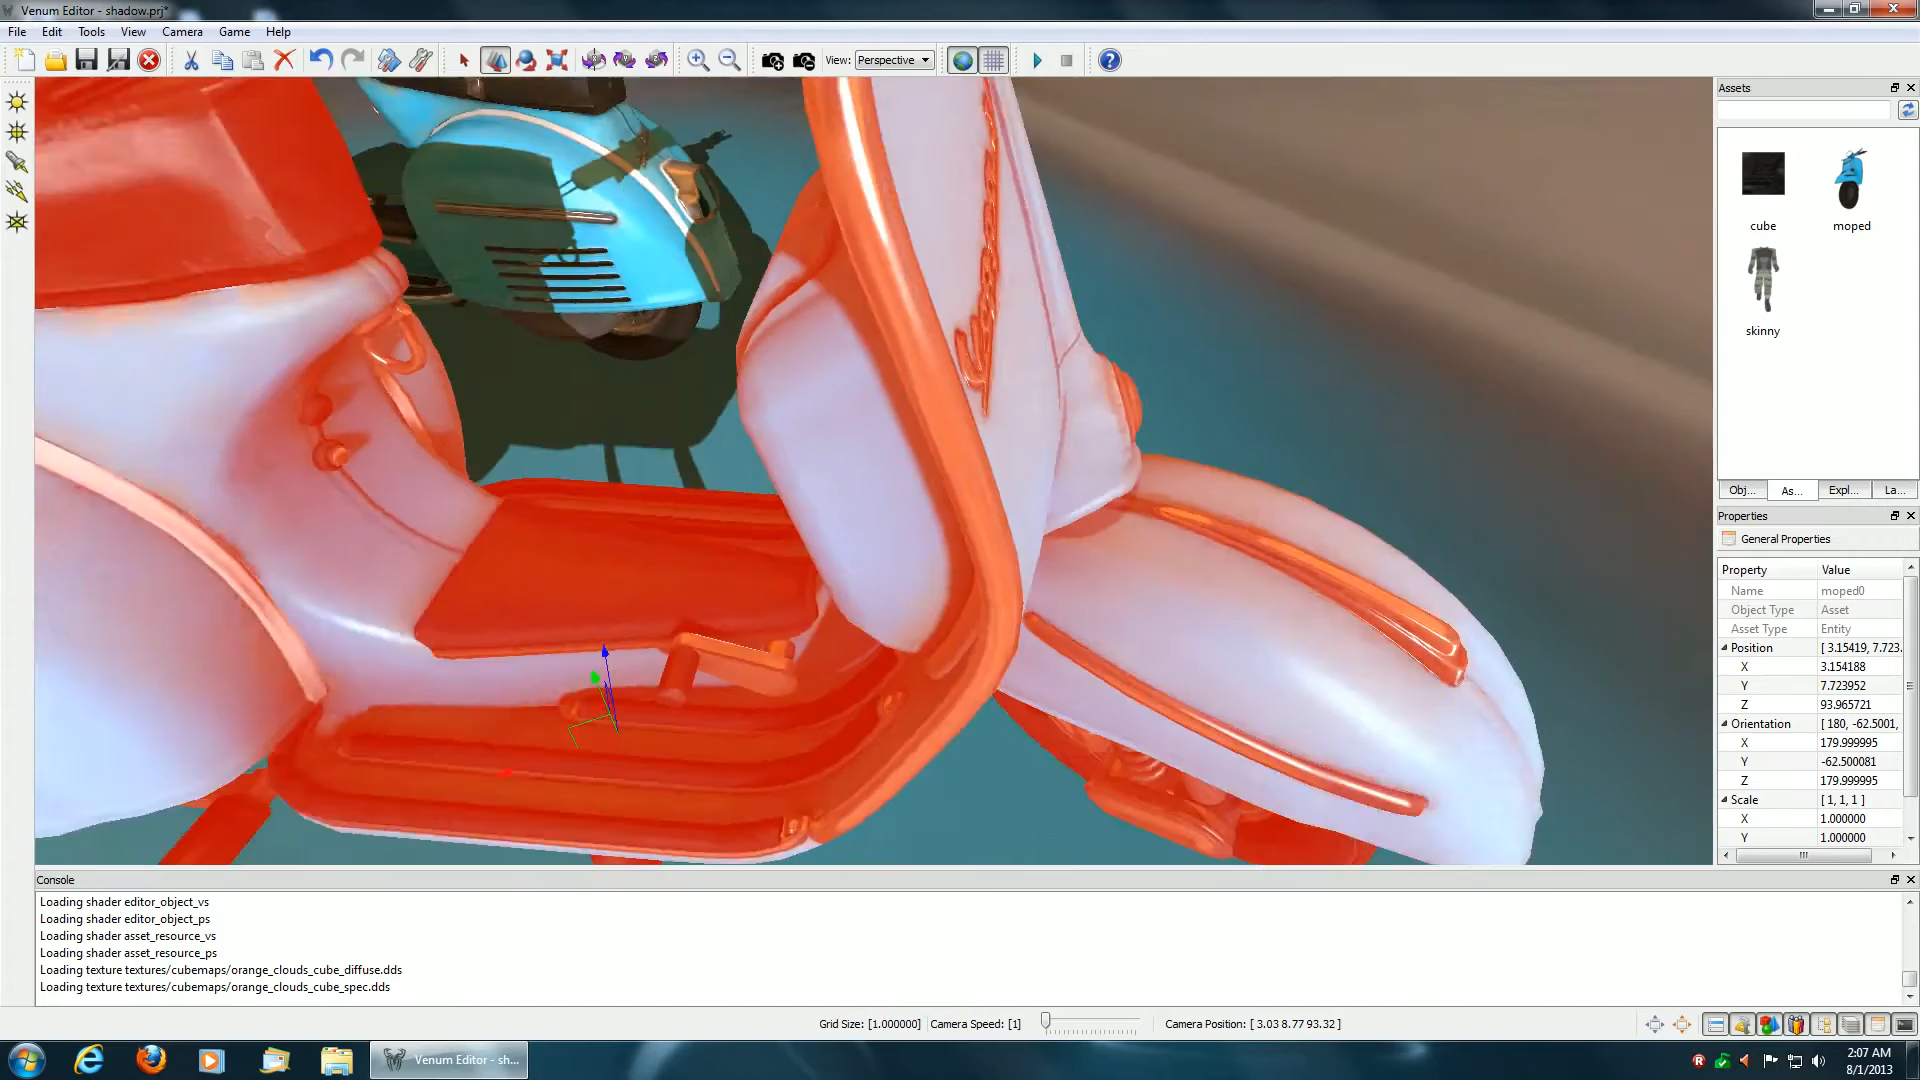 Venum Editor - shadow.prj*
File Edit Tools View Camera Game Help
View: Perspective
Assets
cube
moped
skinny
Obj... As... Expl... La...
Properties
General Properties
Property Value
Name moped0
Object Type Asset
Asset Type Entity
Position [ 3.15419, 7.723...
X 3.154188
Y 7.723952
Z 93.965721
Orientation [ 180, -62.5001,
X 179.999995
Y -62.500081
Z 179.999995
Scale [ 1, 1, 1 ]
X 1.000000
Y 1.000000
Console
Loading shader editor_object_vs
Loading shader editor_object_ps
Loading shader asset_resource_vs
Loading shader asset_resource_ps
Loading texture textures/cubemaps/orange_clouds_cube_diffuse.dds
Loading texture textures/cubemaps/orange_clouds_cube_spec.dds
Grid Size: [1.000000] Camera Speed: [1] Camera Position: [ 3.03 8.77 93.32 ]
Venum Editor - sh...
2:07 AM
8/1/2013